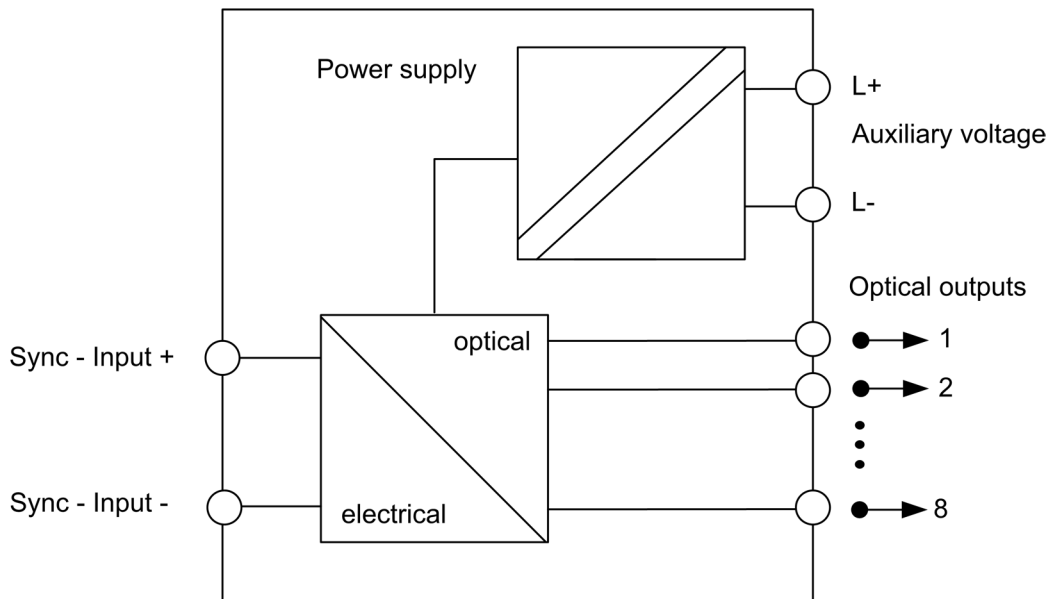 Power supply
L+
Auxiliary voltage
L-
Optical outputs
optical
1
Sync - Input +
2
Sync - Input -
electrical
8